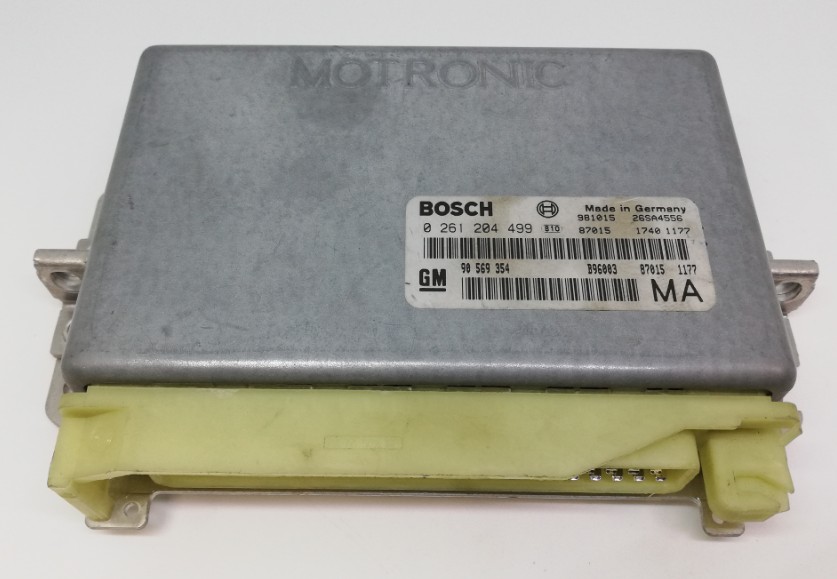 MOTRONIC
BOSCH Made in Germany
981015 26SA4556
0 261 204 499 S10 87015 1740 1177
GM 90 569 354 B96003 87015 1177
MA